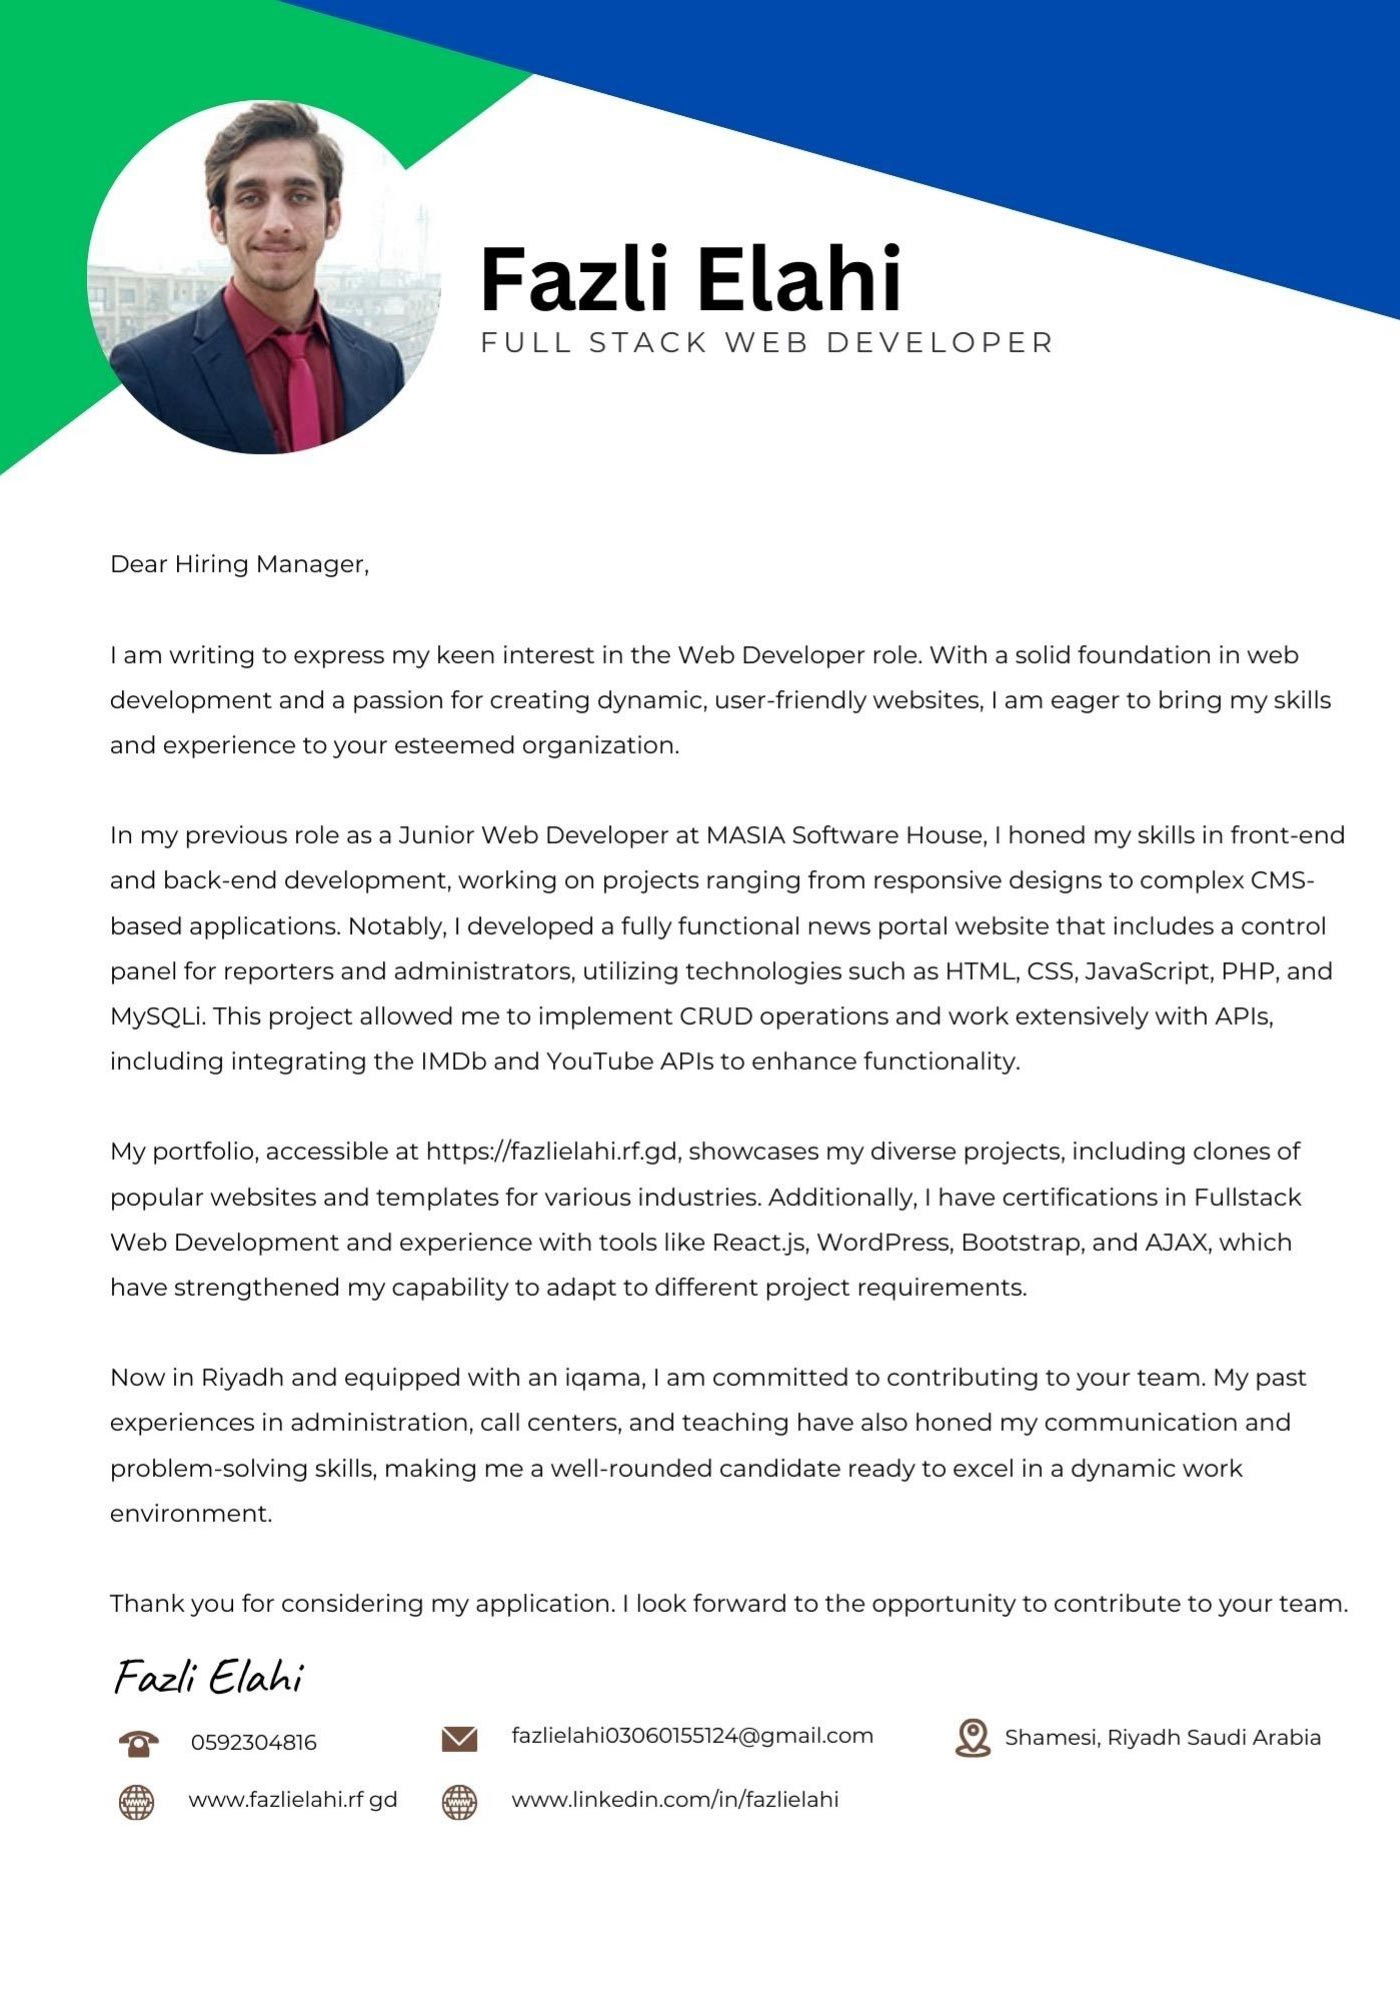 Fazli Elahi
FULL STACK WEB DEVELOPER
Dear Hiring Manager,
I am writing to express my keen interest in the Web Developer role. With a solid foundation in web
development and a passion for creating dynamic, user-friendly websites, I am eager to bring my skills
and experience to your esteemed organization.
In my previous role as a Junior Web Developer at MASIA Software House, I honed my skills in front-end
and back-end development, working on projects ranging from responsive designs to complex CMS-
based applications. Notably, I developed a fully functional news portal website that includes a control
panel for reporters and administrators, utilizing technologies such as HTML, CSS, JavaScript, PHP, and
MySQLi. This project allowed me to implement CRUD operations and work extensively with APIs,
including integrating the IMDb and YouTube APIs to enhance functionality.
My portfolio, accessible at https://fazlielahi.rf.gd, showcases my diverse projects, including clones of
popular websites and templates for various industries. Additionally, I have certifications in Fullstack
Web Development and experience with tools like React.js, WordPress, Bootstrap, and AJAX, which
have strengthened my capability to adapt to different project requirements.
Now in Riyadh and equipped with an iqama, I am committed to contributing to your team. My past
experiences in administration, call centers, and teaching have also honed my communication and
problem-solving skills, making me a well-rounded candidate ready to excel in a dynamic work
environment.
Thank you for considering my application. I look forward to the opportunity to contribute to your team.
Fazli Elahi
0592304816
fazlielahi03060155124@gmail.com
Shamesi, Riyadh Saudi Arabia
www.fazlielahi.rf gd
www.linkedin.com/in/fazlielahi